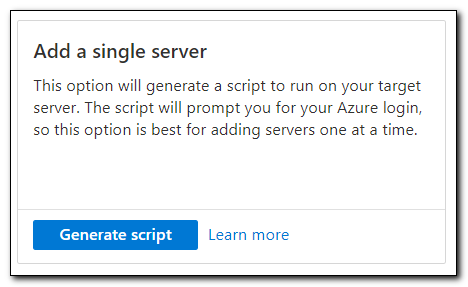 Add a single server
This option will generate a script to run on your target
server. The script will prompt you for your Azure login,
so this option is best for adding servers one at a time.
Generate script Learn more